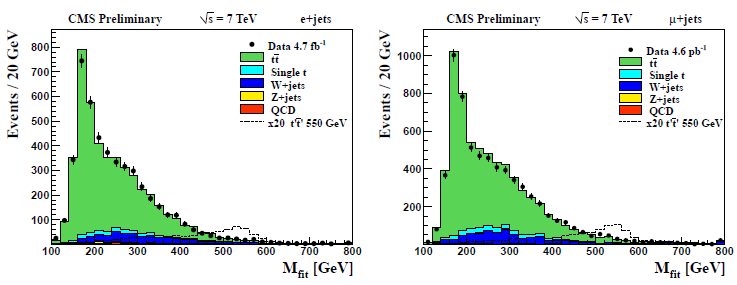 CMS Preliminary √s = 7 TeV e+jets
Events/ 20 GeV
800
700
600
500
400
300
200
100
Data 4.7 fb⁻¹
tt̄
Single t
W+jets
Z+jets
QCD
x20 t't̄' 550 GeV
100 200 300 400 500 600 700 800
M_fit [GeV]
CMS Preliminary √s = 7 TeV μ+jets
Events/ 20 GeV
1000
800
600
400
200
Data 4.6 pb⁻¹
tt̄
Single t
W+jets
Z+jets
QCD
x20 t't̄' 550 GeV
100 200 300 400 500 600 700 800
M_fit [GeV]